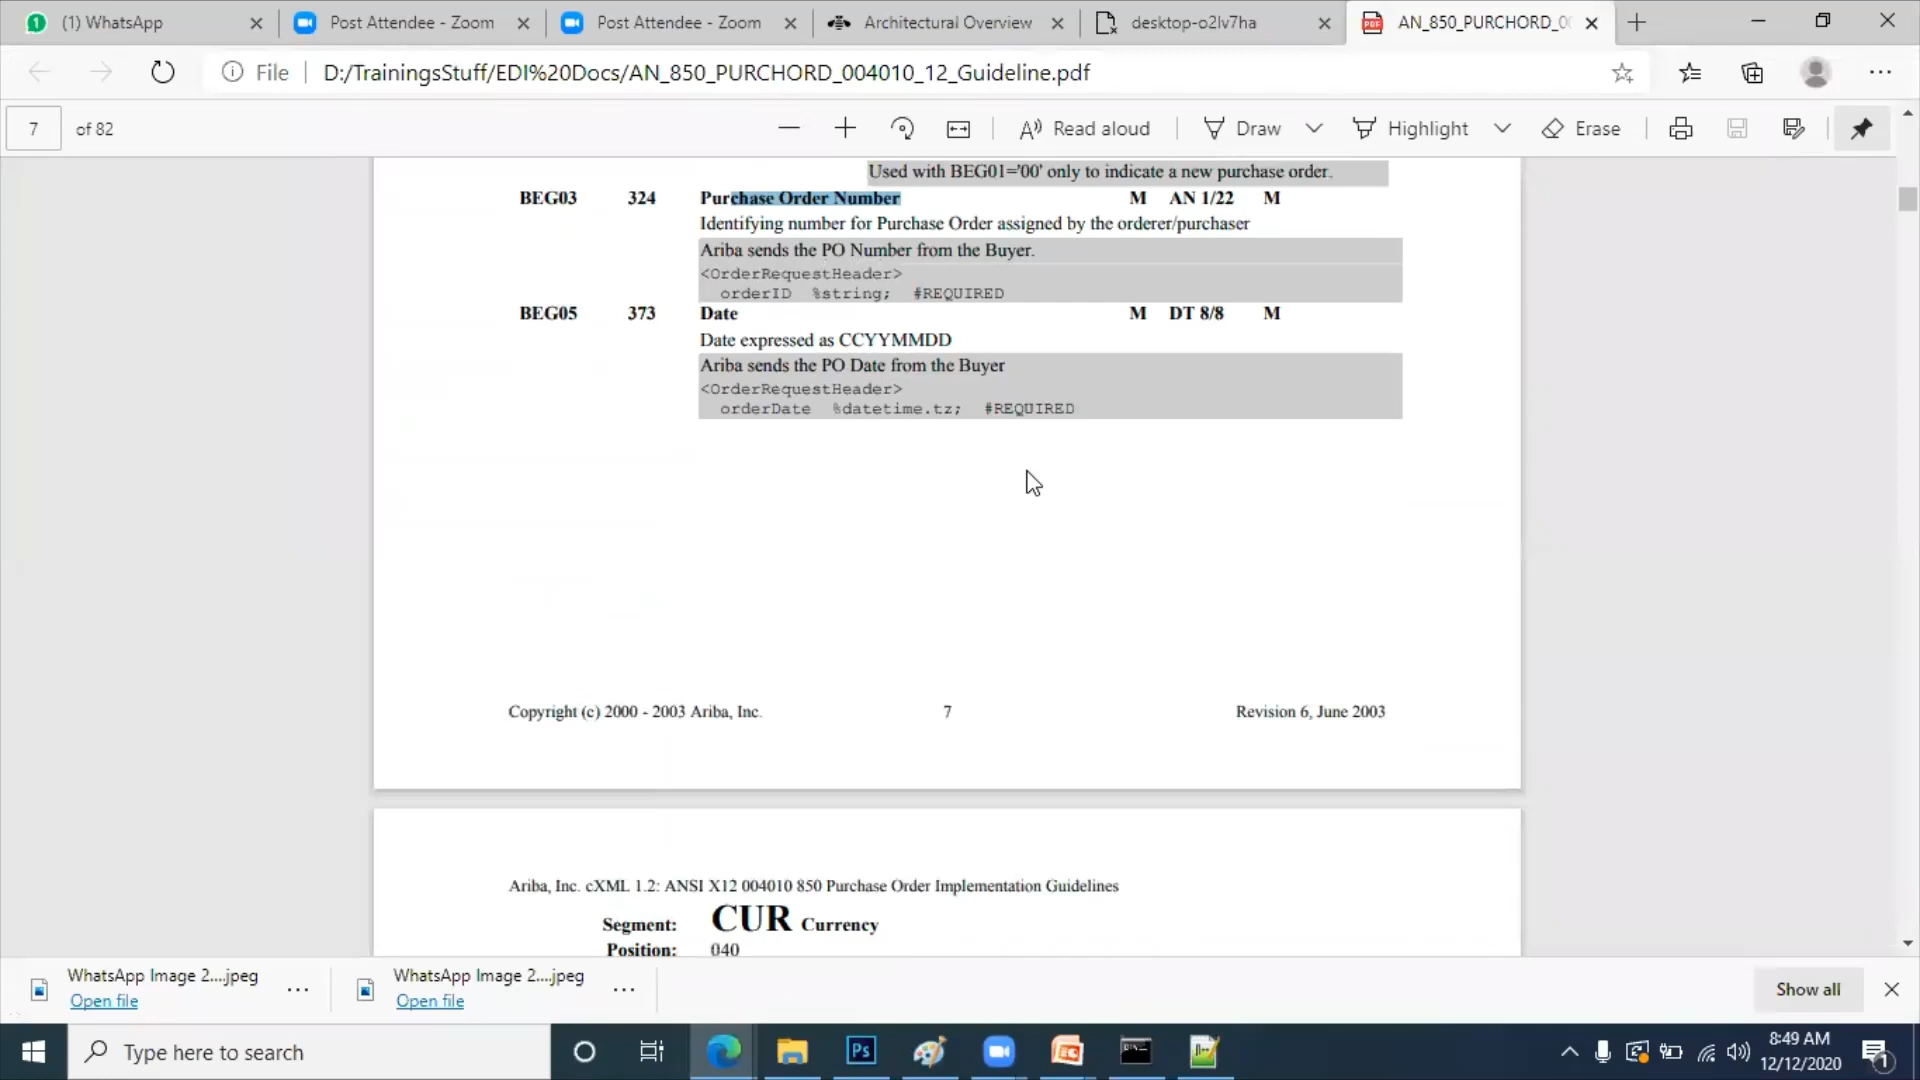 (1) WhatsApp
Post Attendee - Zoom
Post Attendee - Zoom
Architectural Overview
desktop-o2lv7ha
AN_850_PURCHORD_00
File
D:/TrainingsStuff/EDI%20Docs/AN_850_PURCHORD_004010_12_Guideline.pdf
7 of 82
Read aloud
Draw
Highlight
Erase
Used with BEG01='00' only to indicate a new purchase order.
BEG03 324 Purchase Order Number M AN 1/22 M
Identifying number for Purchase Order assigned by the orderer/purchaser
Ariba sends the PO Number from the Buyer.
<OrderRequestHeader>
orderID %string; #REQUIRED
BEG05 373 Date M DT 8/8 M
Date expressed as CCYYMMDD
Ariba sends the PO Date from the Buyer
<OrderRequestHeader>
orderDate %datetime.tz; #REQUIRED
Copyright (c) 2000 - 2003 Ariba, Inc. 7 Revision 6, June 2003
Ariba, Inc. cXML 1.2: ANSI X12 004010 850 Purchase Order Implementation Guidelines
Segment: CUR Currency
Position: 040
WhatsApp Image 2....jpeg
Open file
WhatsApp Image 2....jpeg
Open file
Show all
Type here to search
Ps
8:49 AM
12/12/2020
1